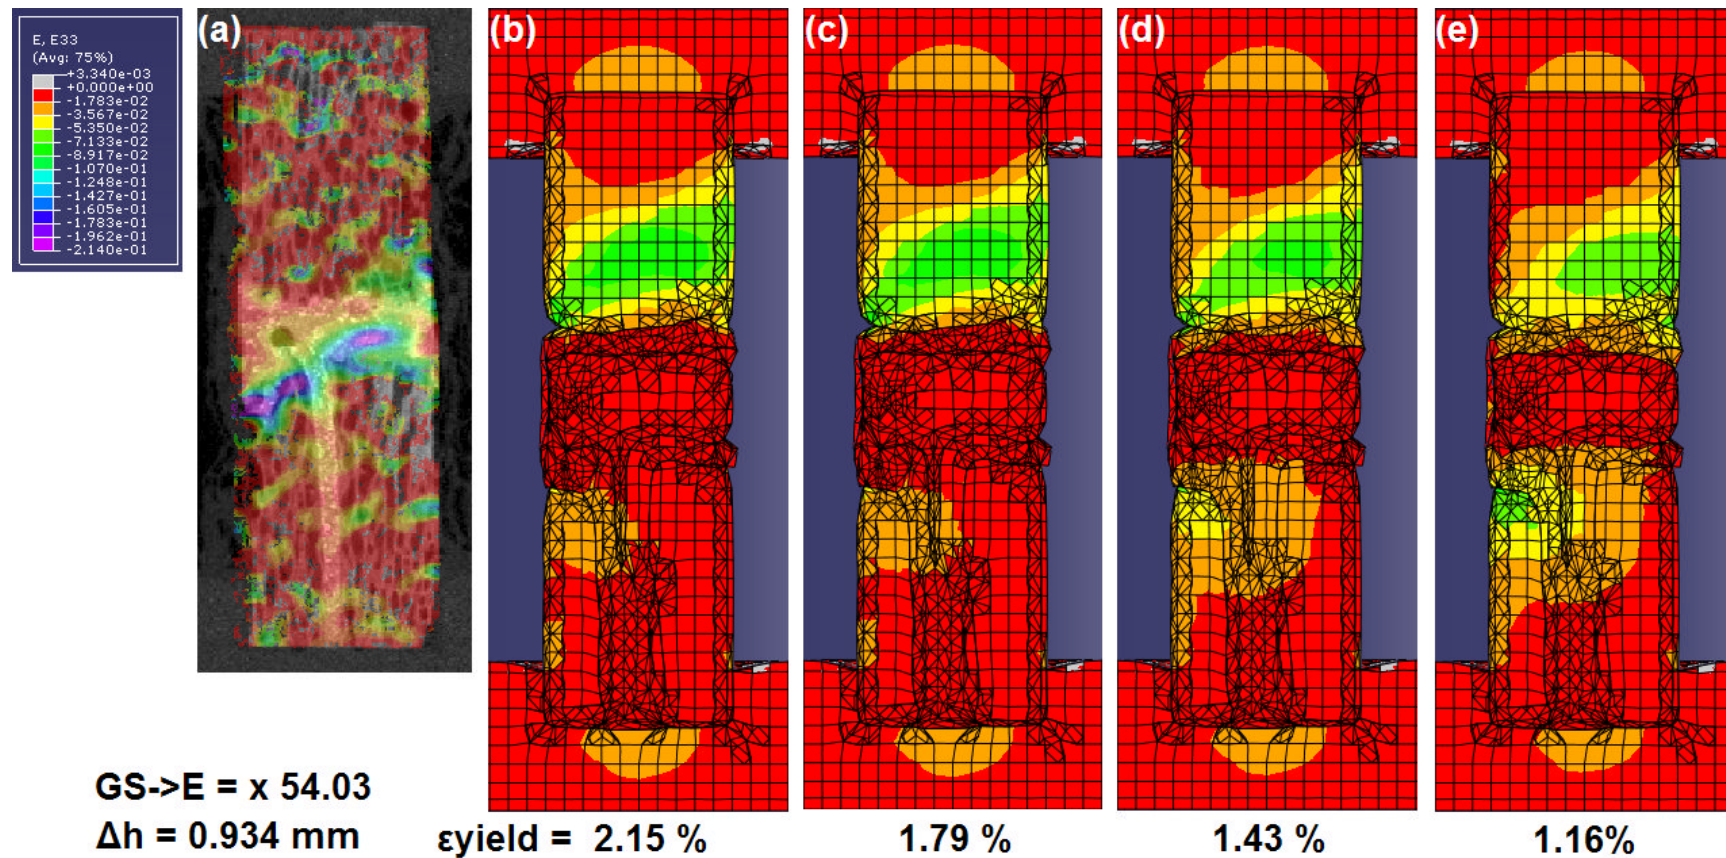 E, E33
(Avg: 75%)
+3.340e-03
+0.000e+00
-1.783e-02
-3.567e-02
-5.350e-02
-7.133e-02
-8.917e-02
-1.070e-01
-1.248e-01
-1.427e-01
-1.605e-01
-1.783e-01
-1.962e-01
-2.140e-01
(a)
(b)
(c)
(d)
(e)
GS->E = x 54.03
Δh = 0.934 mm
εyield = 2.15 %
1.79 %
1.43 %
1.16%